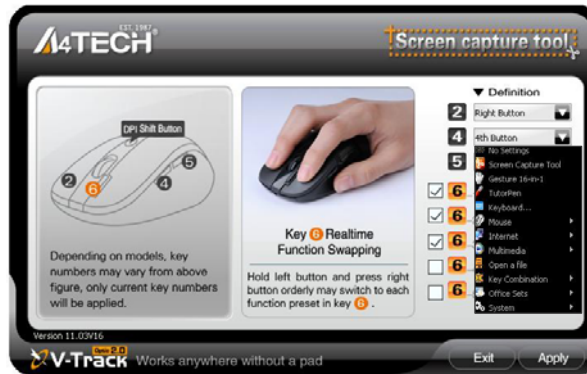 EST. 1987
A4TECH
Screen capture tool
DPI Shift Button
2
6
5
4
Depending on models, key
numbers may vary from above
figure, only current key numbers
will be applied.
Key 6 Realtime
Function Swapping
Hold left button and press right
button orderly may switch to each
function preset in key 6 .
▼ Definition
2 Right Button
4 4th Button
No Settings
5 Screen Capture Tool
Gesture 16-in-1
6 TutorPen
Keyboard...
6 Mouse
Internet
6 Multimedia
6 Open a file
Key Combination
6 Office Sets
System
Version 11.03V16
V-Track Optic 2.0 Works anywhere without a pad
Exit
Apply